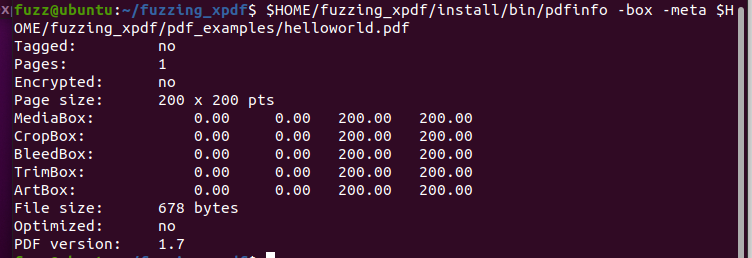 fuzz@ubuntu:~/fuzzing_xpdf$ $HOME/fuzzing_xpdf/install/bin/pdfinfo -box -meta $H
OME/fuzzing_xpdf/pdf_examples/helloworld.pdf
Tagged:         no
Pages:          1
Encrypted:      no
Page size:      200 x 200 pts
MediaBox:           0.00     0.00   200.00   200.00
CropBox:            0.00     0.00   200.00   200.00
BleedBox:           0.00     0.00   200.00   200.00
TrimBox:            0.00     0.00   200.00   200.00
ArtBox:             0.00     0.00   200.00   200.00
File size:      678 bytes
Optimized:      no
PDF version:    1.7